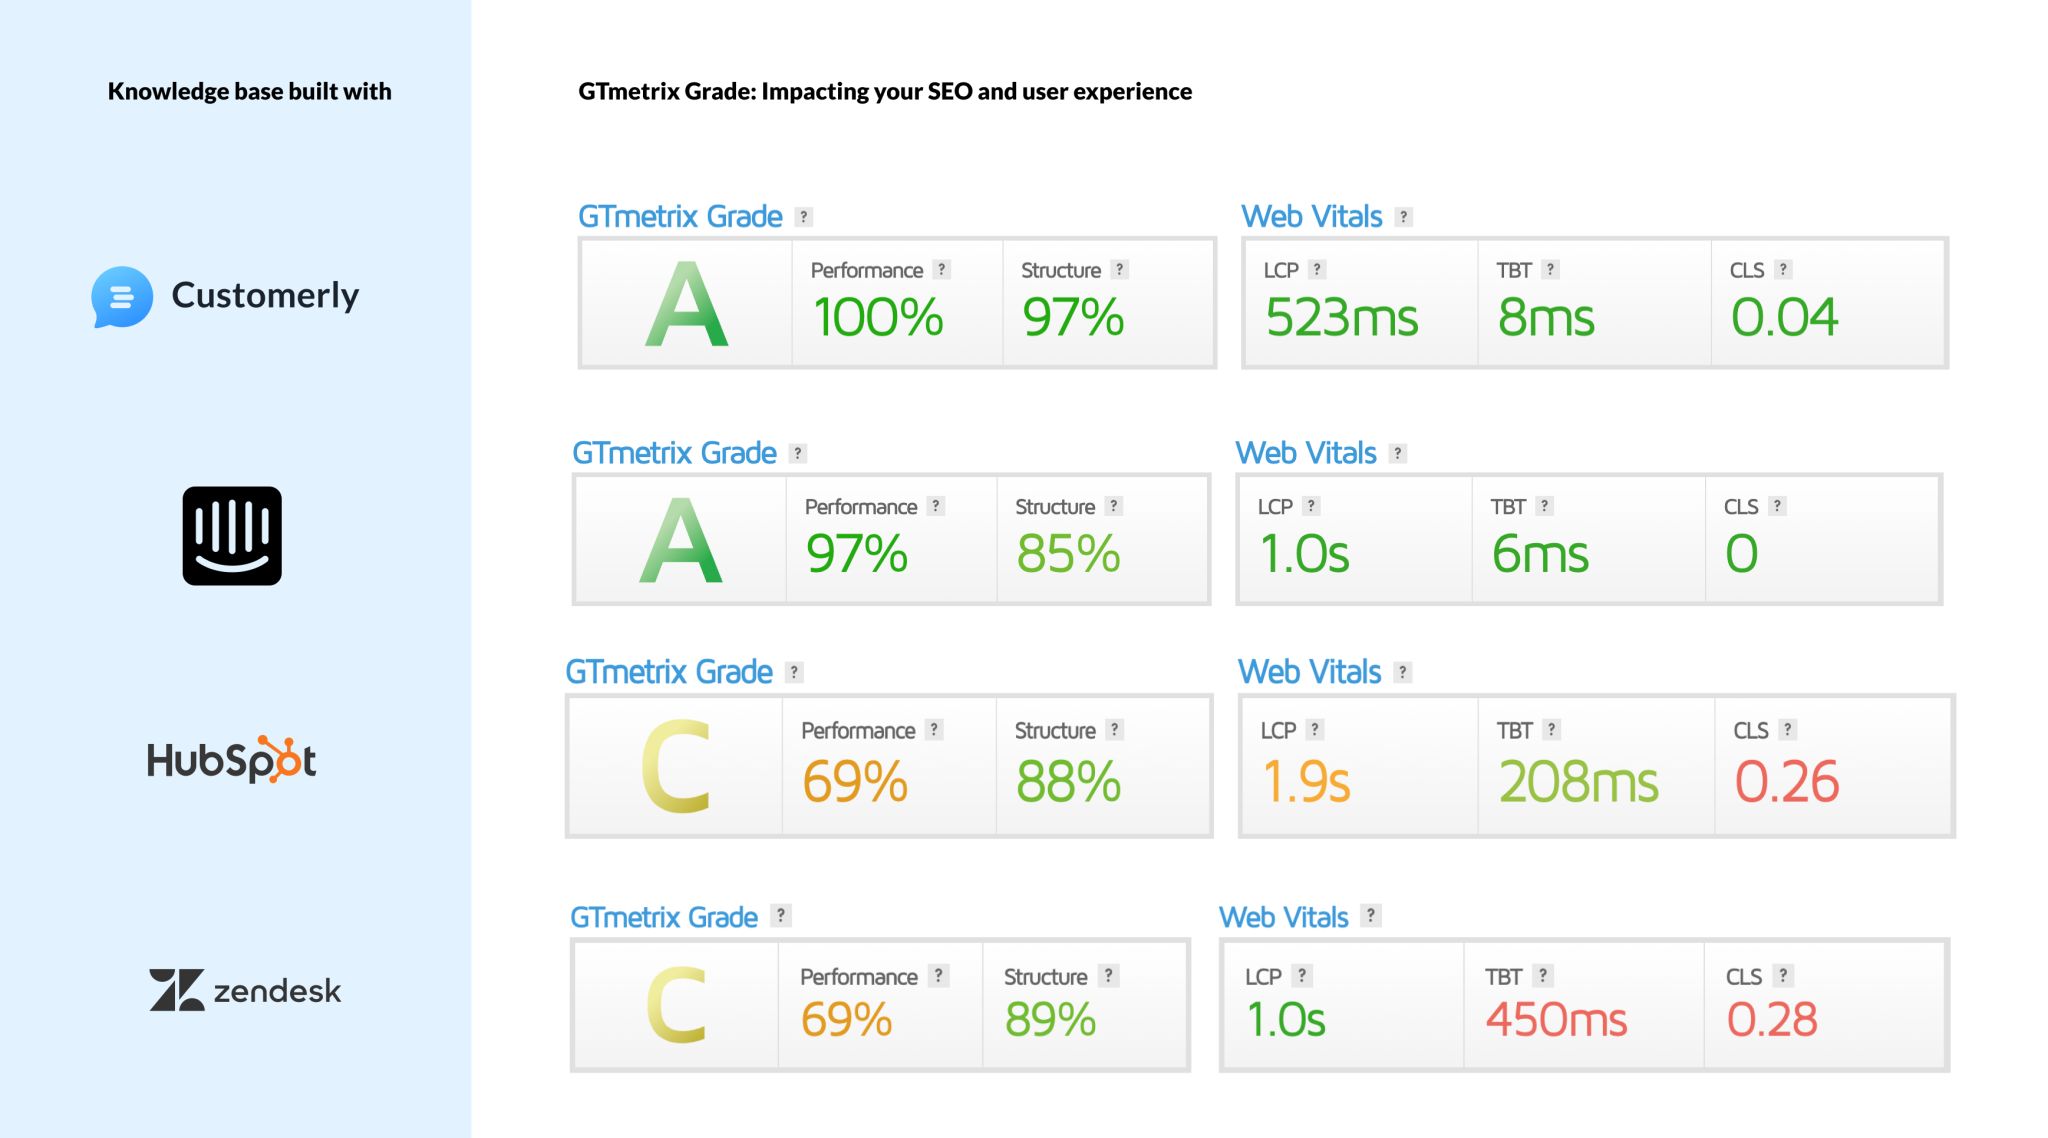 Knowledge base built with
GTmetrix Grade: Impacting your SEO and user experience
Customerly
GTmetrix Grade ?
A
Performance ?
100%
Structure ?
97%
Web Vitals ?
LCP ?
523ms
TBT ?
8ms
CLS ?
0.04
GTmetrix Grade ?
A
Performance ?
97%
Structure ?
85%
Web Vitals ?
LCP ?
1.0s
TBT ?
6ms
CLS ?
0
HubSpot
GTmetrix Grade ?
C
Performance ?
69%
Structure ?
88%
Web Vitals ?
LCP ?
1.9s
TBT ?
208ms
CLS ?
0.26
zendesk
GTmetrix Grade ?
C
Performance ?
69%
Structure ?
89%
Web Vitals ?
LCP ?
1.0s
TBT ?
450ms
CLS ?
0.28